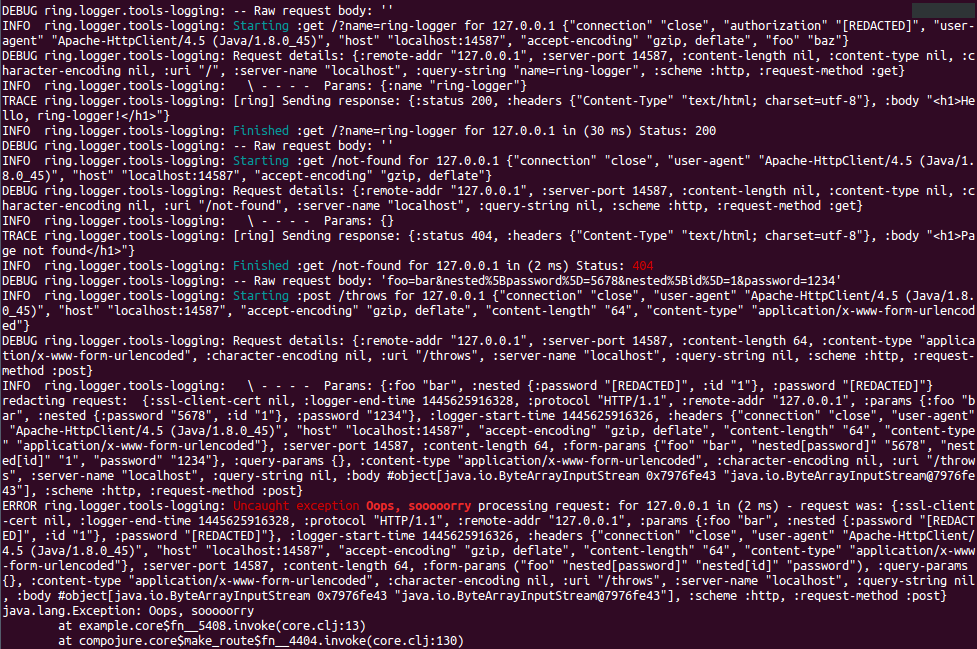 DEBUG ring.logger.tools-logging: -- Raw request body: ''
INFO  ring.logger.tools-logging: Starting :get /?name=ring-logger for 127.0.0.1 {"connection" "close", "authorization" "[REDACTED]", "user-
agent" "Apache-HttpClient/4.5 (Java/1.8.0_45)", "host" "localhost:14587", "accept-encoding" "gzip, deflate", "foo" "baz"}
DEBUG ring.logger.tools-logging: Request details: {:remote-addr "127.0.0.1", :server-port 14587, :content-length nil, :content-type nil, :c
haracter-encoding nil, :uri "/", :server-name "localhost", :query-string "name=ring-logger", :scheme :http, :request-method :get}
INFO  ring.logger.tools-logging:   \ - - - -  Params: {:name "ring-logger"}
TRACE ring.logger.tools-logging: [ring] Sending response: {:status 200, :headers {"Content-Type" "text/html; charset=utf-8"}, :body "<h1>He
llo, ring-logger!</h1>"}
INFO  ring.logger.tools-logging: Finished :get /?name=ring-logger for 127.0.0.1 in (30 ms) Status: 200
DEBUG ring.logger.tools-logging: -- Raw request body: ''
INFO  ring.logger.tools-logging: Starting :get /not-found for 127.0.0.1 {"connection" "close", "user-agent" "Apache-HttpClient/4.5 (Java/1.
8.0_45)", "host" "localhost:14587", "accept-encoding" "gzip, deflate"}
DEBUG ring.logger.tools-logging: Request details: {:remote-addr "127.0.0.1", :server-port 14587, :content-length nil, :content-type nil, :c
haracter-encoding nil, :uri "/not-found", :server-name "localhost", :query-string nil, :scheme :http, :request-method :get}
INFO  ring.logger.tools-logging:   \ - - - -  Params: {}
TRACE ring.logger.tools-logging: [ring] Sending response: {:status 404, :headers {"Content-Type" "text/html; charset=utf-8"}, :body "<h1>Pa
ge not found</h1>"}
INFO  ring.logger.tools-logging: Finished :get /not-found for 127.0.0.1 in (2 ms) Status: 404
DEBUG ring.logger.tools-logging: -- Raw request body: 'foo=bar&nested%5Bpassword%5D=5678&nested%5Bid%5D=1&password=1234'
INFO  ring.logger.tools-logging: Starting :post /throws for 127.0.0.1 {"connection" "close", "user-agent" "Apache-HttpClient/4.5 (Java/1.8.
0_45)", "host" "localhost:14587", "accept-encoding" "gzip, deflate", "content-length" "64", "content-type" "application/x-www-form-urlencod
ed"}
DEBUG ring.logger.tools-logging: Request details: {:remote-addr "127.0.0.1", :server-port 14587, :content-length 64, :content-type "applica
tion/x-www-form-urlencoded", :character-encoding nil, :uri "/throws", :server-name "localhost", :query-string nil, :scheme :http, :request-
method :post}
INFO  ring.logger.tools-logging:   \ - - - -  Params: {:foo "bar", :nested {:password "[REDACTED]", :id "1"}, :password "[REDACTED]"}
redacting request:  {:ssl-client-cert nil, :logger-end-time 1445625916328, :protocol "HTTP/1.1", :remote-addr "127.0.0.1", :params {:foo "b
ar", :nested {:password "5678", :id "1"}, :password "1234"}, :logger-start-time 1445625916326, :headers {"connection" "close", "user-agent"
 "Apache-HttpClient/4.5 (Java/1.8.0_45)", "host" "localhost:14587", "accept-encoding" "gzip, deflate", "content-length" "64", "content-type
" "application/x-www-form-urlencoded"}, :server-port 14587, :content-length 64, :form-params {"foo" "bar", "nested[password]" "5678", "nest
ed[id]" "1", "password" "1234"}, :query-params {}, :content-type "application/x-www-form-urlencoded", :character-encoding nil, :uri "/throw
s", :server-name "localhost", :query-string nil, :body #object[java.io.ByteArrayInputStream 0x7976fe43 "java.io.ByteArrayInputStream@7976fe
43"], :scheme :http, :request-method :post}
ERROR ring.logger.tools-logging: Uncaught exception Oops, sooooorry processing request: for 127.0.0.1 in (2 ms) - request was: {:ssl-client
-cert nil, :logger-end-time 1445625916328, :protocol "HTTP/1.1", :remote-addr "127.0.0.1", :params {:foo "bar", :nested {:password "[REDACT
ED]", :id "1"}, :password "[REDACTED]"}, :logger-start-time 1445625916326, :headers {"connection" "close", "user-agent" "Apache-HttpClient/
4.5 (Java/1.8.0_45)", "host" "localhost:14587", "accept-encoding" "gzip, deflate", "content-length" "64", "content-type" "application/x-www
-form-urlencoded"}, :server-port 14587, :content-length 64, :form-params ("foo" "nested[password]" "nested[id]" "password"), :query-params
{}, :content-type "application/x-www-form-urlencoded", :character-encoding nil, :uri "/throws", :server-name "localhost", :query-string nil
, :body #object[java.io.ByteArrayInputStream 0x7976fe43 "java.io.ByteArrayInputStream@7976fe43"], :scheme :http, :request-method :post}
java.lang.Exception: Oops, sooooorry
        at example.core$fn__5408.invoke(core.clj:13)
        at compojure.core$make_route$fn__4404.invoke(core.clj:130)